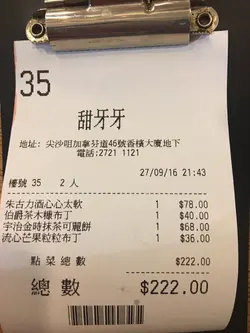 35
甜牙牙
地址: 尖沙咀加拿芬道46號香檳大廈地下
電話:2721 1121
27/09/16 21:43
檯號 35 2 人
朱古力酒心心太軟 1 $78.00
伯爵茶木糠布丁 1 $40.00
宇治金時抹茶可麗餅 1 $68.00
流心芒果粒粒布丁 1 $36.00
點菜總數 $222.00
總數 $222.00